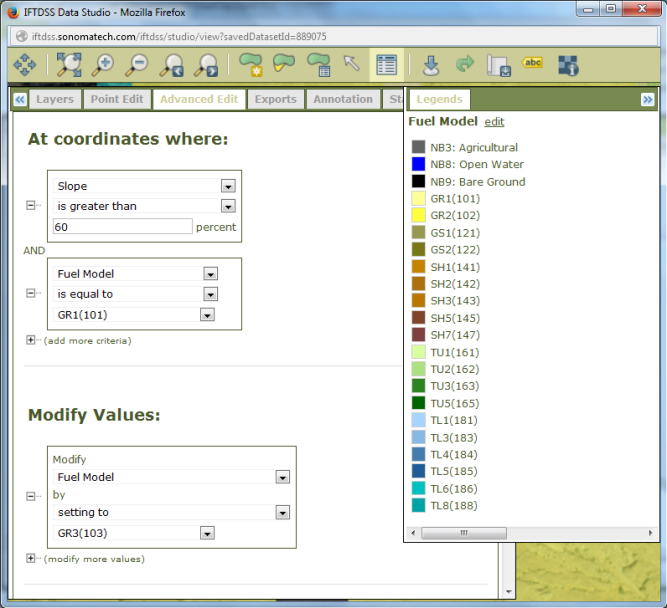 IFTDSS Data Studio - Mozilla Firefox
iftdss.sonomatech.com/iftdss/studio/view?savedDatasetId=889075
abc
Layers Point Edit Advanced Edit Exports Annotation
At coordinates where:
Slope
is greater than
60 percent
AND
Fuel Model
is equal to
GR1(101)
(add more criteria)
Modify Values:
Modify
Fuel Model
by
setting to
GR3(103)
(modify more values)
Legends
Fuel Model edit
NB3: Agricultural
NB8: Open Water
NB9: Bare Ground
GR1(101)
GR2(102)
GS1(121)
GS2(122)
SH1(141)
SH2(142)
SH3(143)
SH5(145)
SH7(147)
TU1(161)
TU2(162)
TU3(163)
TU5(165)
TL1(181)
TL3(183)
TL4(184)
TL5(185)
TL6(186)
TL8(188)